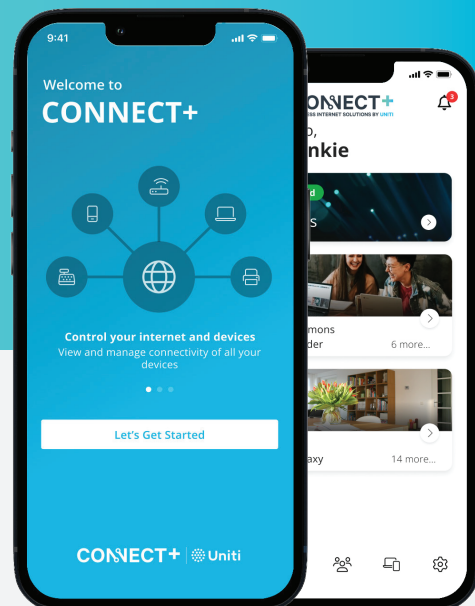 9:41
Welcome to
CONNECT+
Control your internet and devices
View and manage connectivity of all your
devices
Let's Get Started
CONNECT+ Uniti
ONNECT+
ESS INTERNET SOLUTIONS BY UNITI
3
o,
nkie
d
S
mons
der 6 more...
axy 14 more...